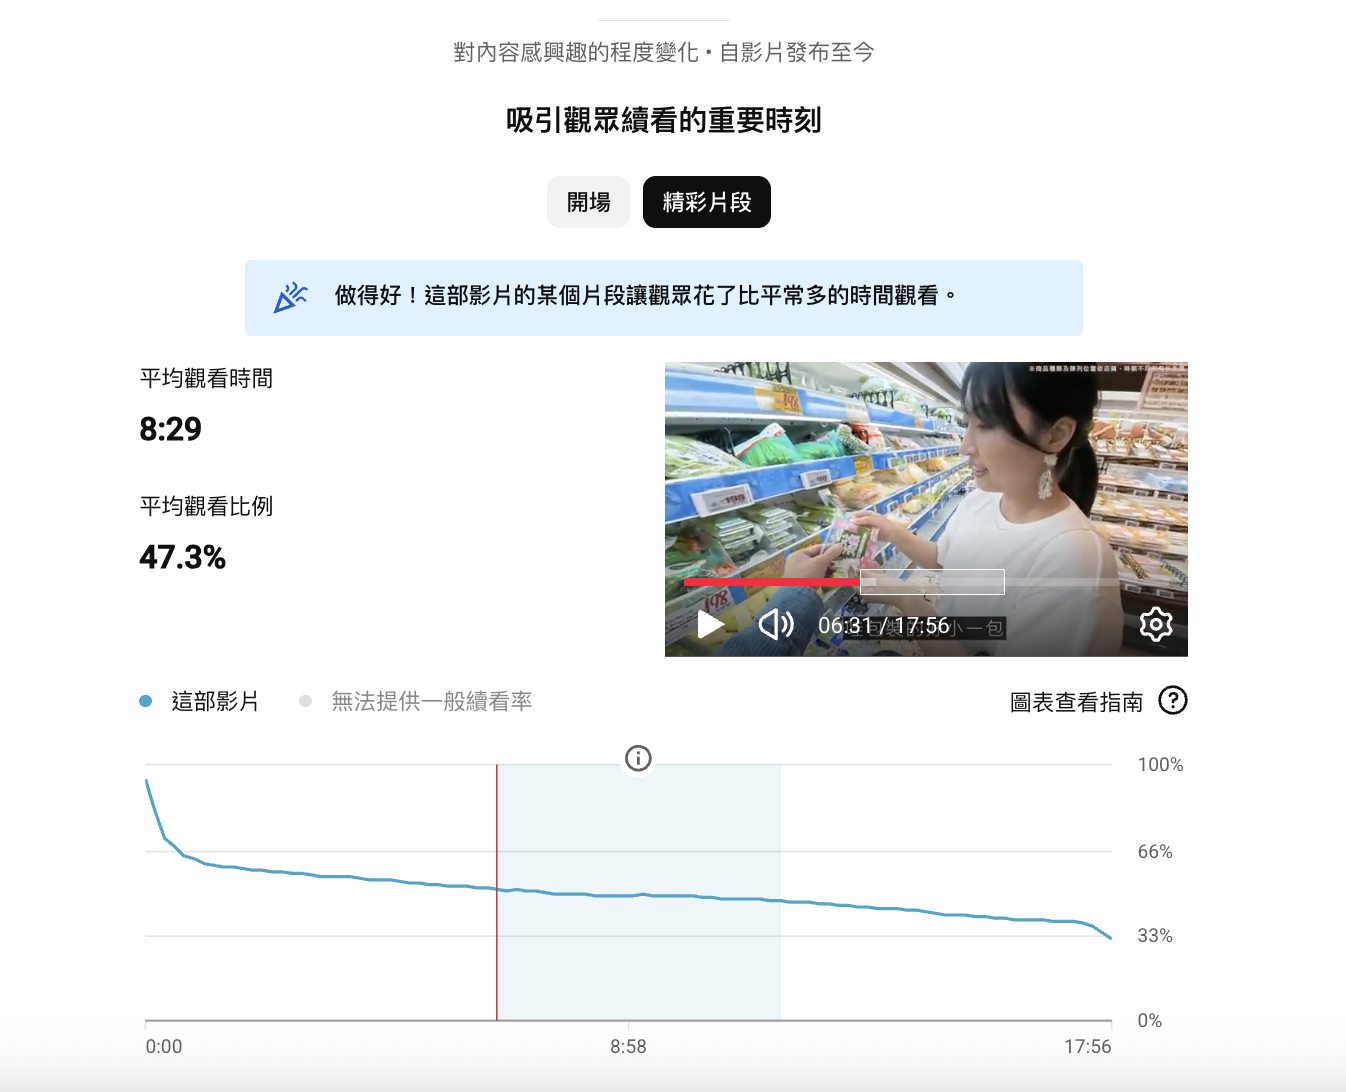 對內容感興趣的程度變化 • 自影片發布至今
吸引觀眾續看的重要時刻
開場
精彩片段
做得好！這部影片的某個片段讓觀眾花了比平常多的時間觀看。
平均觀看時間
8:29
平均觀看比例
47.3%
198
198
06:31 / 17:56
小一包
這部影片
無法提供一般續看率
圖表查看指南
100%
66%
33%
0%
0:00
8:58
17:56